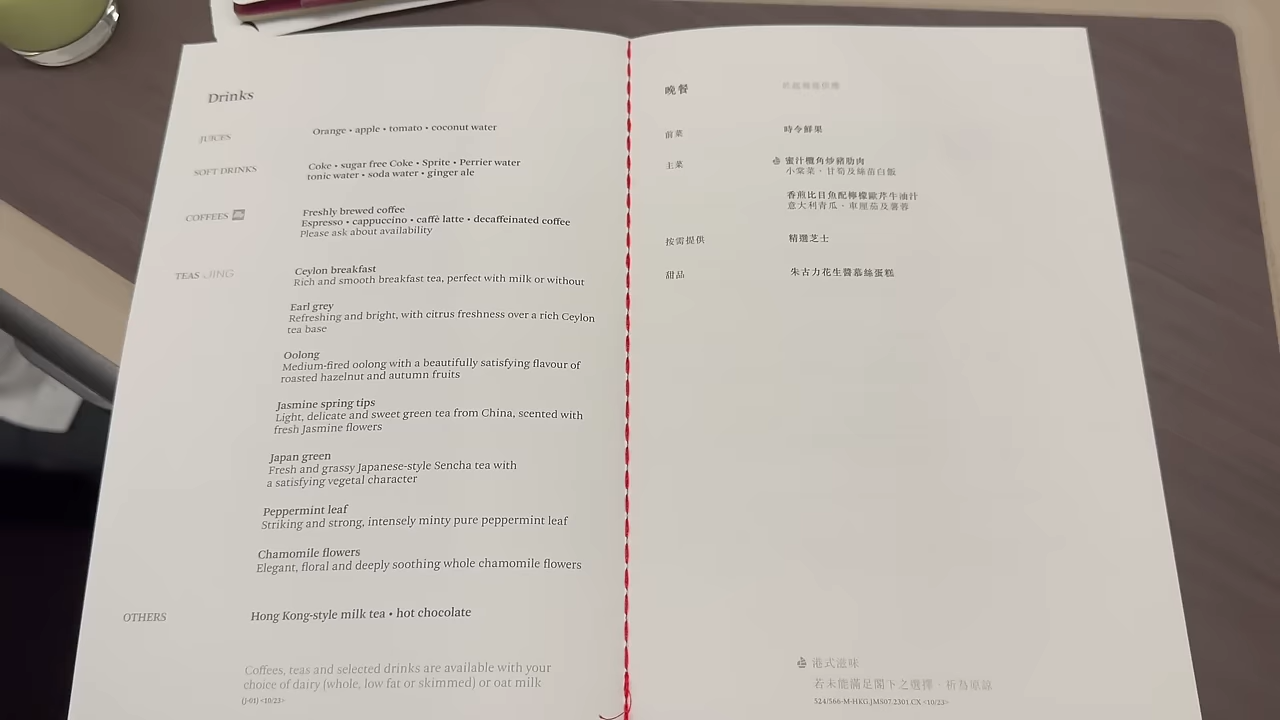 Drinks
JUICES
Orange • apple • tomato • coconut water
SOFT DRINKS
Coke • sugar free Coke • Sprite • Perrier water
tonic water • soda water • ginger ale
COFFEES illy
Freshly brewed coffee
Espresso • cappuccino • caffè latte • decaffeinated coffee
Please ask about availability
TEAS JING
Ceylon breakfast
Rich and smooth breakfast tea, perfect with milk or without
Earl grey
Refreshing and bright, with citrus freshness over a rich Ceylon
tea base
Oolong
Medium-fired oolong with a beautifully satisfying flavour of
roasted hazelnut and autumn fruits
Jasmine spring tips
Light, delicate and sweet green tea from China, scented with
fresh Jasmine flowers
Japan green
Fresh and grassy Japanese-style Sencha tea with
a satisfying vegetal character
Peppermint leaf
Striking and strong, intensely minty pure peppermint leaf
Chamomile flowers
Elegant, floral and deeply soothing whole chamomile flowers
OTHERS
Hong Kong-style milk tea • hot chocolate
Coffees, teas and selected drinks are available with your
choice of dairy (whole, low fat or skimmed) or oat milk
(J-01) <10/23>
晚餐
前菜
時令鮮果
主菜
蜜汁欖角炒豬肋肉
小棠菜、甘筍及絲苗白飯
香煎比目魚配檸檬歐芹牛油汁
意大利青瓜、車厘茄及薯蓉
按需提供
精選芝士
甜品
朱古力花生醬慕絲蛋糕
港式滋味
若未能滿足閣下之選擇、祈為原諒
524/566-M-HKG.JMS07.2301.CX <10/23>